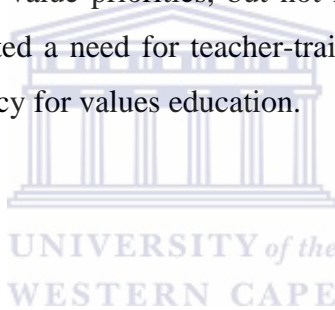 value priorities, but not
ted a need for teacher-trai
cy for values education.
UNIVERSITY of the
WESTERN CAPE